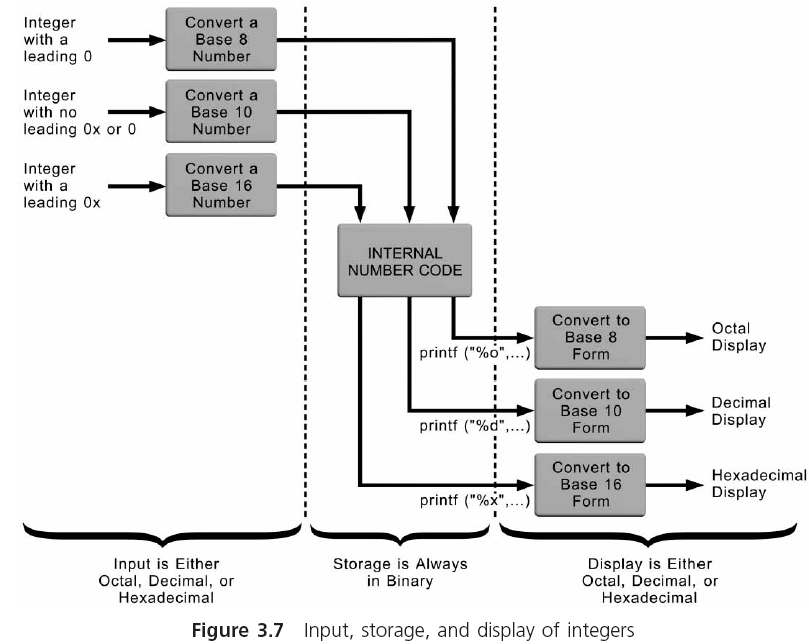 Integer
with a
leading 0
Convert a
Base 8
Number
Integer
with no
leading 0x or 0
Convert a
Base 10
Number
Integer
with a
leading 0x
Convert a
Base 16
Number
INTERNAL
NUMBER CODE
printf ("%o",...)
Convert to
Base 8
Form
Octal
Display
printf ("%d",...)
Convert to
Base 10
Form
Decimal
Display
printf ("%x",...)
Convert to
Base 16
Form
Hexadecimal
Display
Input is Either
Octal, Decimal, or
Hexadecimal
Storage is Always
in Binary
Display is Either
Octal, Decimal, or
Hexadecimal
Figure 3.7 Input, storage, and display of integers